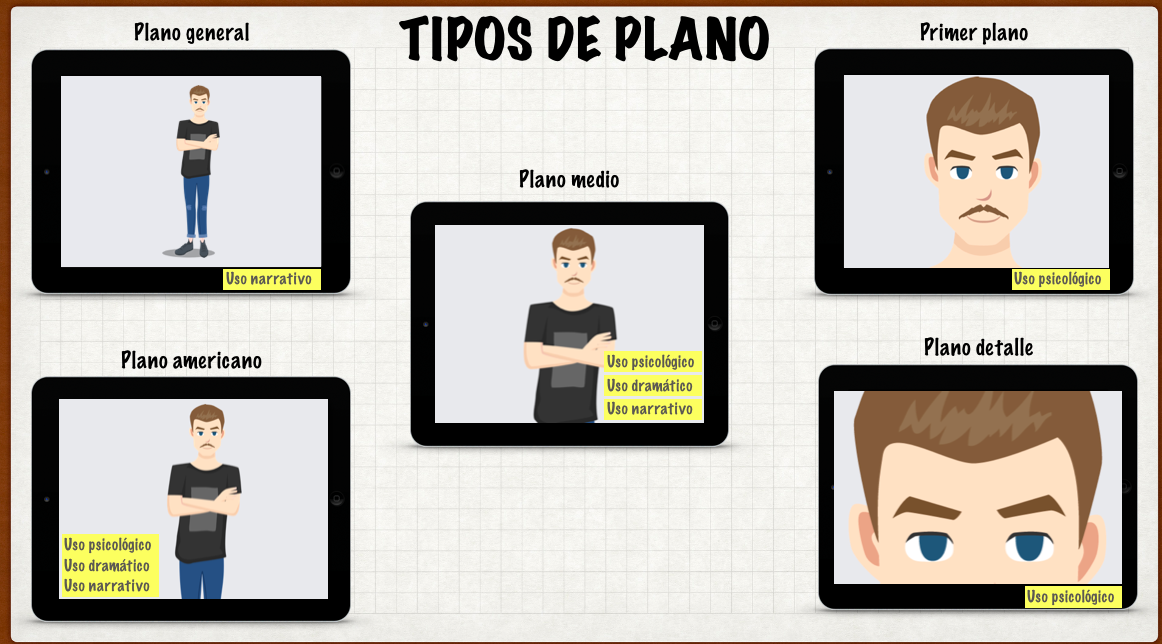 TIPOS DE PLANO
Plano general
Uso narrativo
Plano americano
Uso psicológico
Uso dramático
Uso narrativo
Plano medio
Uso psicológico
Uso dramático
Uso narrativo
Primer plano
Uso psicológico
Plano detalle
Uso psicológico